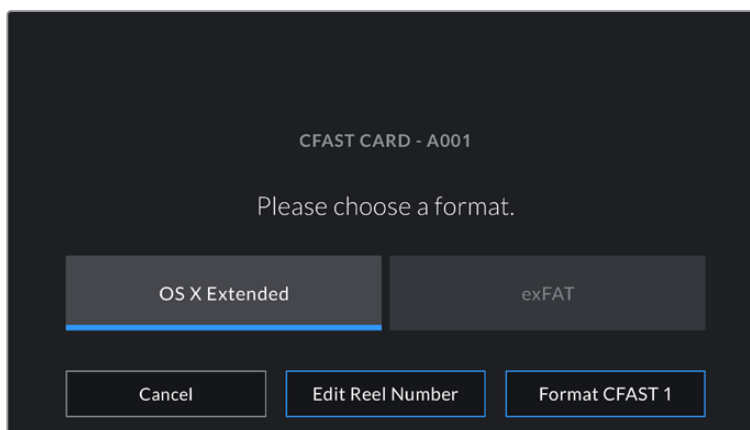 CFAST CARD - A001
Please choose a format.
OS X Extended
exFAT
Cancel
Edit Reel Number
Format CFAST 1